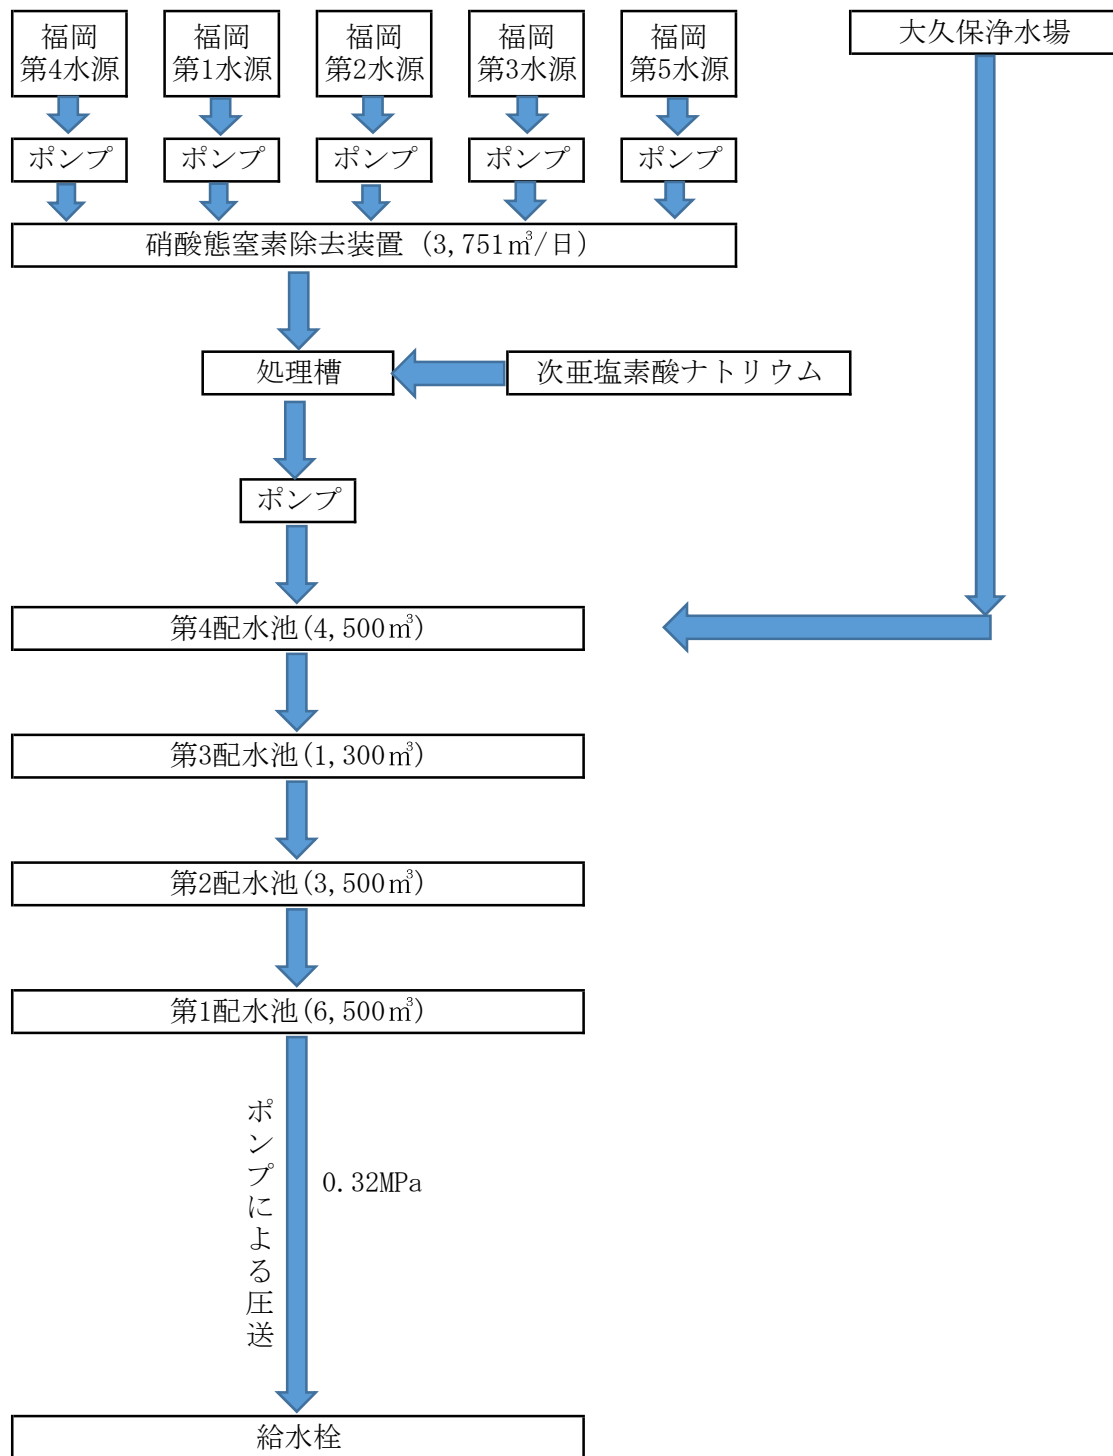 福岡
第4水源
福岡
第1水源
福岡
第2水源
福岡
第3水源
福岡
第5水源
大久保浄水場
ポンプ
ポンプ
ポンプ
ポンプ
ポンプ
硝酸態窒素除去装置 (3,751㎥/日)
処理槽
次亜塩素酸ナトリウム
ポンプ
第4配水池(4,500㎥)
第3配水池(1,300㎥)
第2配水池(3,500㎥)
第1配水池(6,500㎥)
ポンプによる圧送
0.32MPa
給水栓